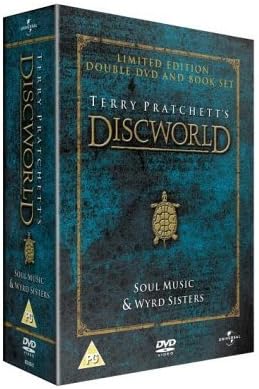 LIMITED EDITION
DOUBLE DVD AND BOOK SET
TERRY PRATCHETT'S
DISCWORLD
SOUL MUSIC
& WYRD SISTERS
DVD
VIDEO
UNIVERSAL
TERRY PRATCHETT'S
DISCWORLD
SOUL MUSIC
& WYRD SISTERS
PG
DVD